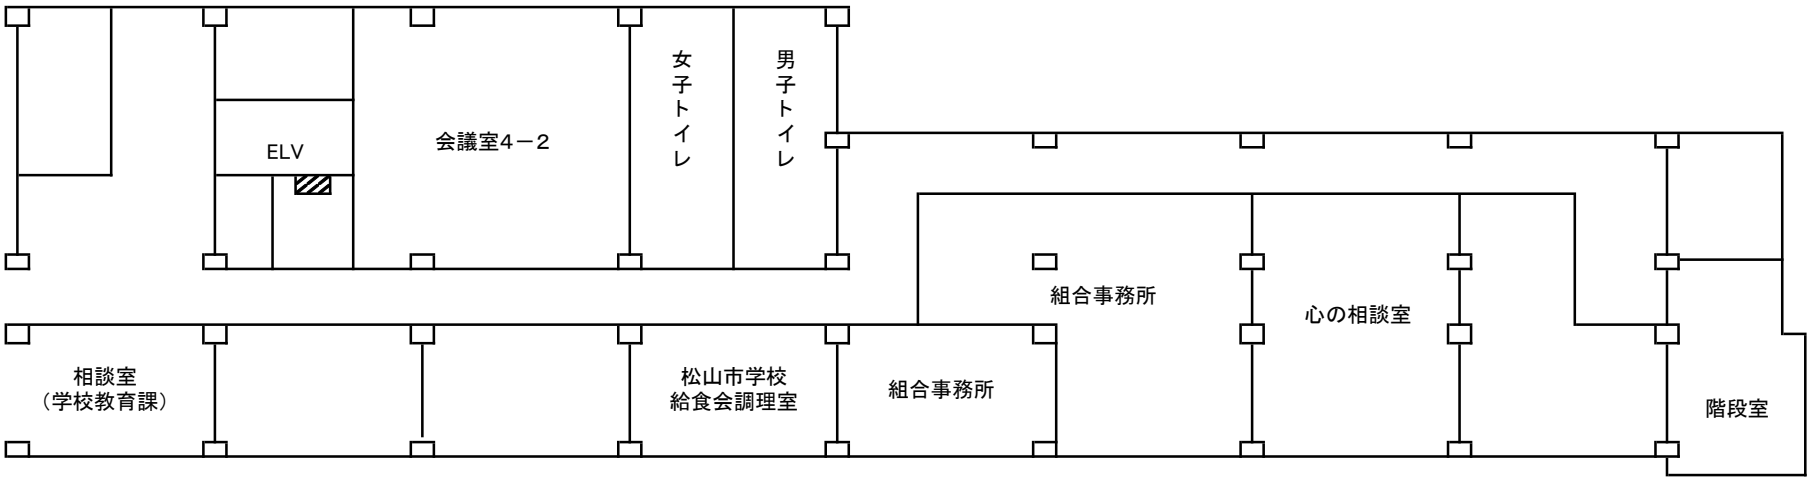 女子トイレ
男子トイレ
会議室4－2
ELV
組合事務所
心の相談室
相談室
（学校教育課）
松山市学校
給食会調理室
組合事務所
階段室